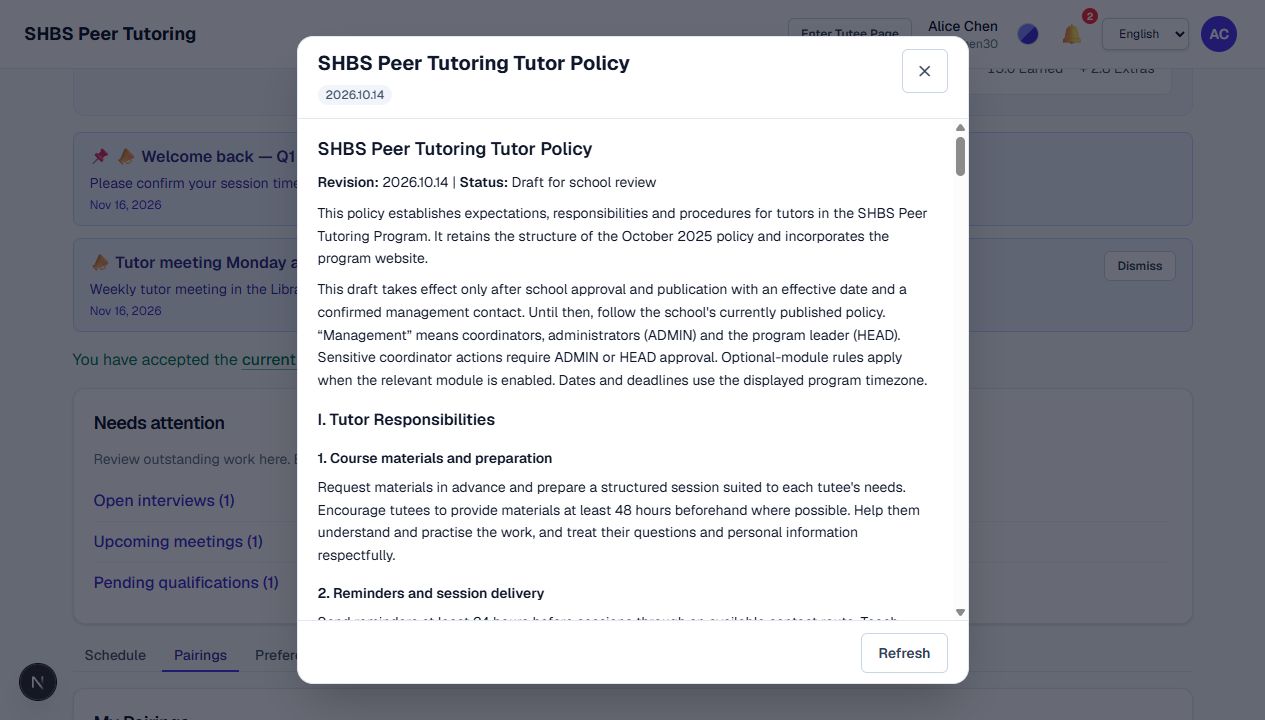 SHBS Peer Tutoring
Enter Tutee Page
Alice Chen
2
English
AC
SHBS Peer Tutoring Tutor Policy
2026.10.14
Welcome back — Q1
Please confirm your session time
Nov 16, 2026
Tutor meeting Monday a
Weekly tutor meeting in the Libra
Nov 16, 2026
Dismiss
You have accepted the current
Needs attention
Review outstanding work here.
Open interviews (1)
Upcoming meetings (1)
Pending qualifications (1)
Schedule
Pairings
SHBS Peer Tutoring Tutor Policy
Revision: 2026.10.14 | Status: Draft for school review
This policy establishes expectations, responsibilities and procedures for tutors in the SHBS Peer
Tutoring Program. It retains the structure of the October 2025 policy and incorporates the
program website.
This draft takes effect only after school approval and publication with an effective date and a
confirmed management contact. Until then, follow the school's currently published policy.
“Management” means coordinators, administrators (ADMIN) and the program leader (HEAD).
Sensitive coordinator actions require ADMIN or HEAD approval. Optional-module rules apply
when the relevant module is enabled. Dates and deadlines use the displayed program timezone.
I. Tutor Responsibilities
1. Course materials and preparation
Request materials in advance and prepare a structured session suited to each tutee's needs.
Encourage tutees to provide materials at least 48 hours beforehand where possible. Help them
understand and practise the work, and treat their questions and personal information
respectfully.
2. Reminders and session delivery
Refresh
N
My Pairings